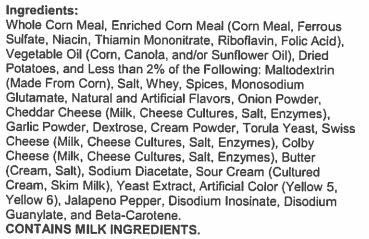 Ingredients:
Whole Corn Meal, Enriched Corn Meal (Corn Meal, Ferrous
Sulfate, Niacin, Thiamin Mononitrate, Riboflavin, Folic Acid),
Vegetable Oil (Corn, Canola, and/or Sunflower Oil), Dried
Potatoes, and Less than 2% of the Following: Maltodextrin
(Made From Corn), Salt, Whey, Spices, Monosodium
Glutamate, Natural and Artificial Flavors, Onion Powder,
Cheddar Cheese (Milk, Cheese Cultures, Salt, Enzymes),
Garlic Powder, Dextrose, Cream Powder, Torula Yeast, Swiss
Cheese (Milk, Cheese Cultures, Salt, Enzymes), Colby
Cheese (Milk, Cheese Cultures, Salt, Enzymes), Butter
(Cream, Salt), Sodium Diacetate, Sour Cream (Cultured
Cream, Skim Milk), Yeast Extract, Artificial Color (Yellow 5,
Yellow 6), Jalapeno Pepper, Disodium Inosinate, Disodium
Guanylate, and Beta-Carotene.
CONTAINS MILK INGREDIENTS.